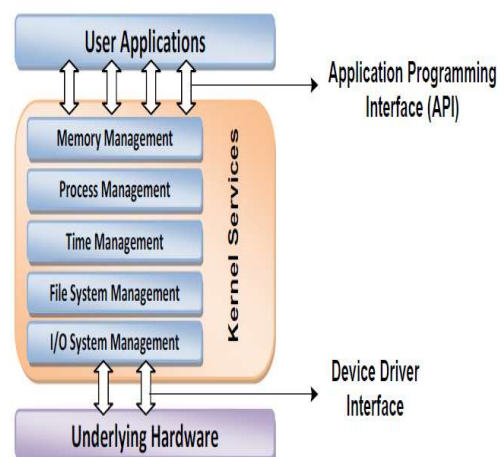 User Applications
Application Programming
Interface (API)
Memory Management
Process Management
Time Management
File System Management
I/O System Management
Kernel Services
Device Driver
Interface
Underlying Hardware